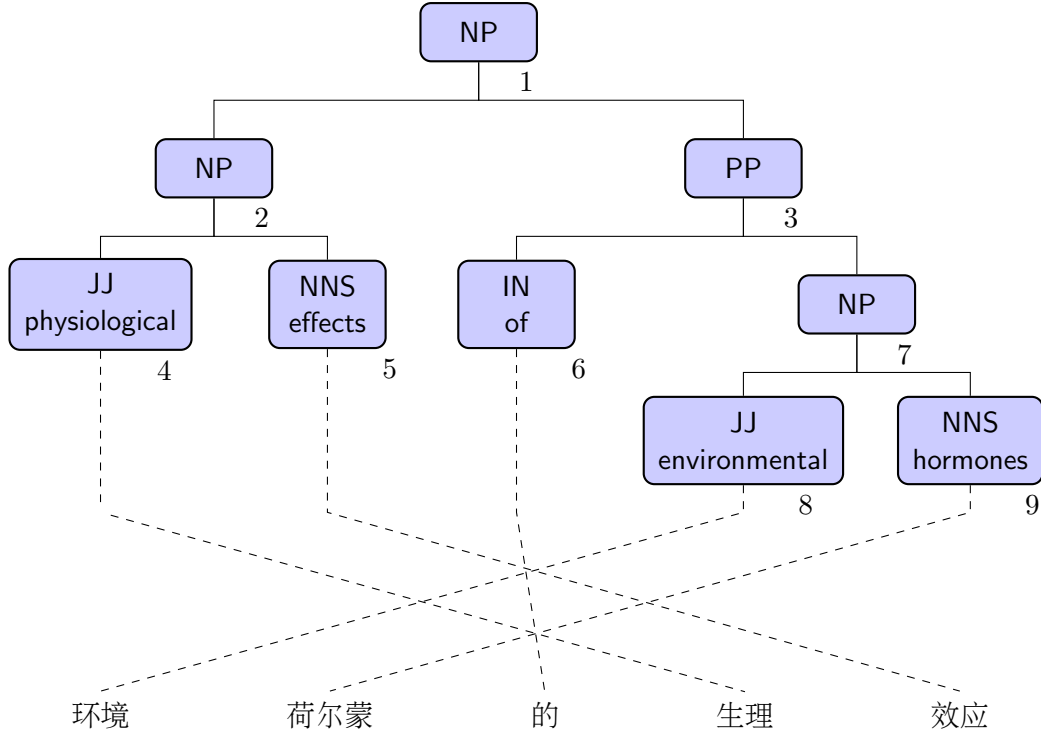 NP
1
NP
PP
2
3
JJ
physiological
NNS
effects
IN
of
NP
4
5
6
7
JJ
environmental
NNS
hormones
8
9
环境 荷尔蒙 的 生理 效应